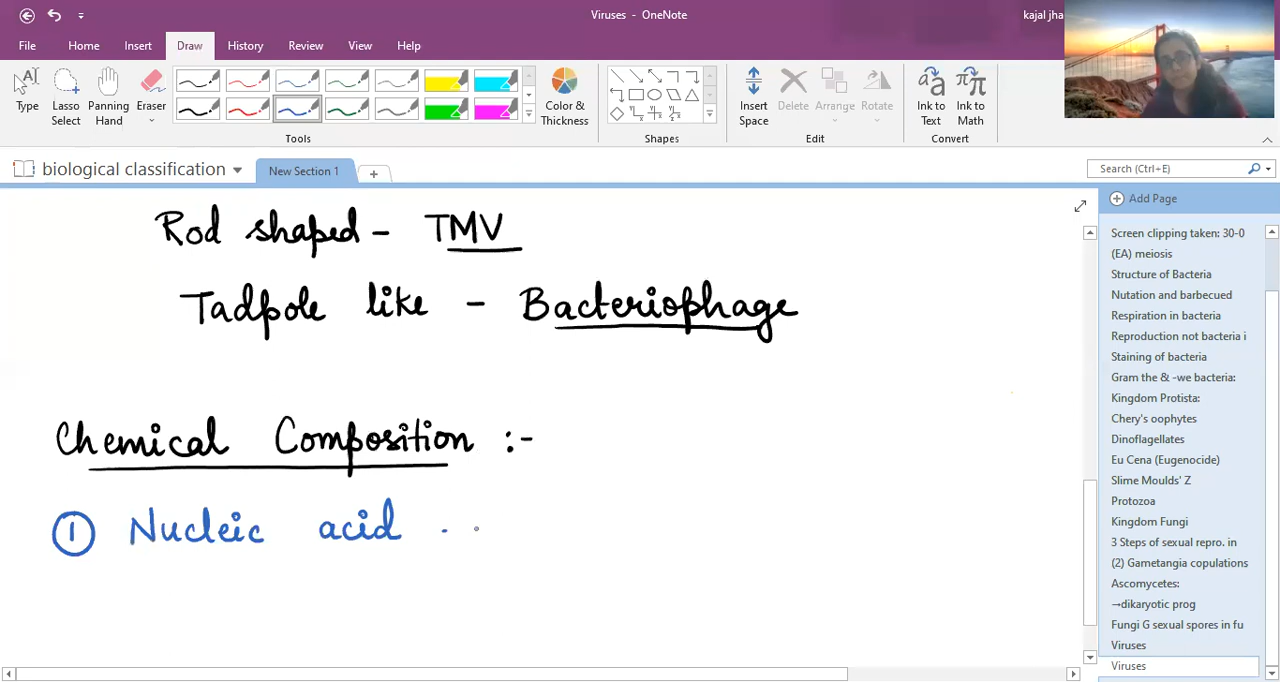 Viruses - OneNote
kajal jha
File Home Insert Draw History Review View Help
Type
Lasso Select
Panning Hand
Eraser
Color & Thickness
Insert Space
Delete
Arrange
Rotate
Ink to Text
Ink to Math
Tools
Shapes
Edit
Convert
biological classification
New Section 1
Search (Ctrl+E)
Rod shaped - TMV
Tadpole like - Bacteriophage
Chemical Composition :-
① Nucleic acid
Add Page
Screen clipping taken: 30-0
(EA) meiosis
Structure of Bacteria
Nutation and barbecued
Respiration in bacteria
Reproduction not bacteria i
Staining of bacteria
Gram the & -we bacteria:
Kingdom Protista:
Chery's oophytes
Dinoflagellates
Eu Cena (Eugenocide)
Slime Moulds' Z
Protozoa
Kingdom Fungi
3 Steps of sexual repro. in
(2) Gametangia copulations
Ascomycetes:
→dikaryotic prog
Fungi G sexual spores in fu
Viruses
Viruses